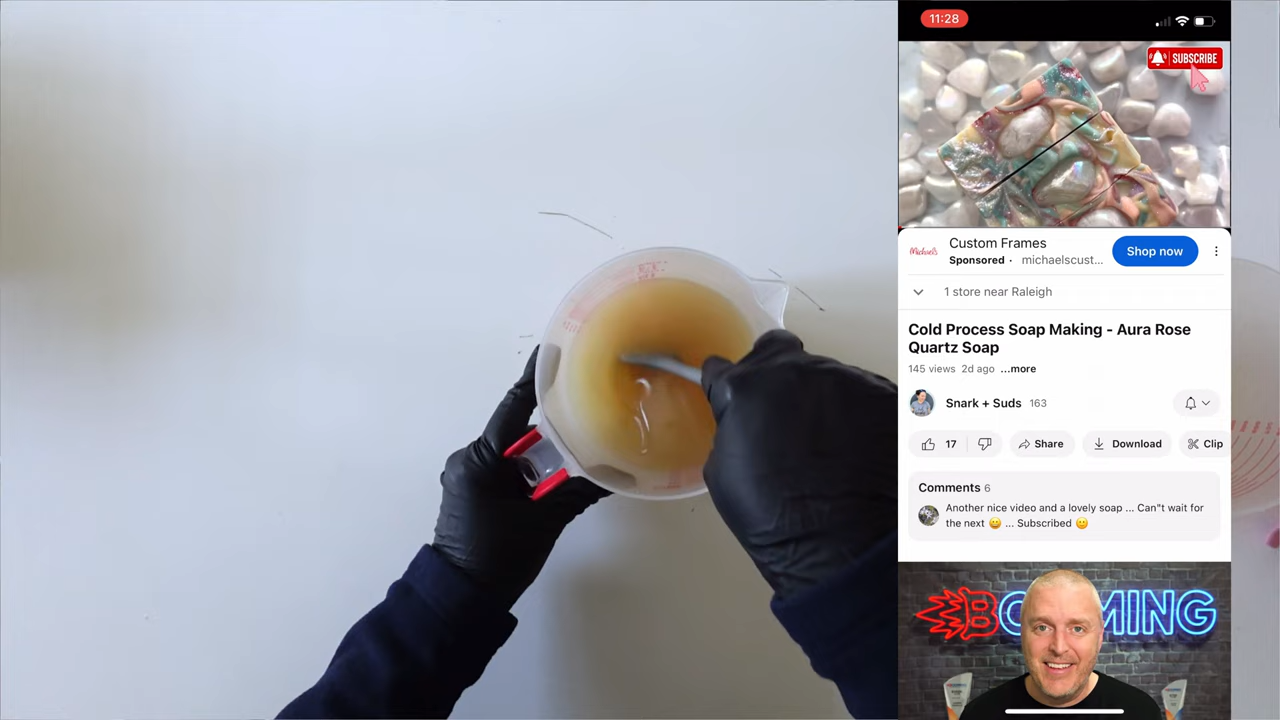 11:28
SUBSCRIBE
Michaels
Custom Frames
Shop now
Sponsored · michaelscust...
1 store near Raleigh
Cold Process Soap Making - Aura Rose
Quartz Soap
145 views 2d ago ...more
Snark + Suds 163
17
Share
Download
Clip
Comments 6
Another nice video and a lovely soap ... Can"t wait for
the next 😀 ... Subscribed 🙂